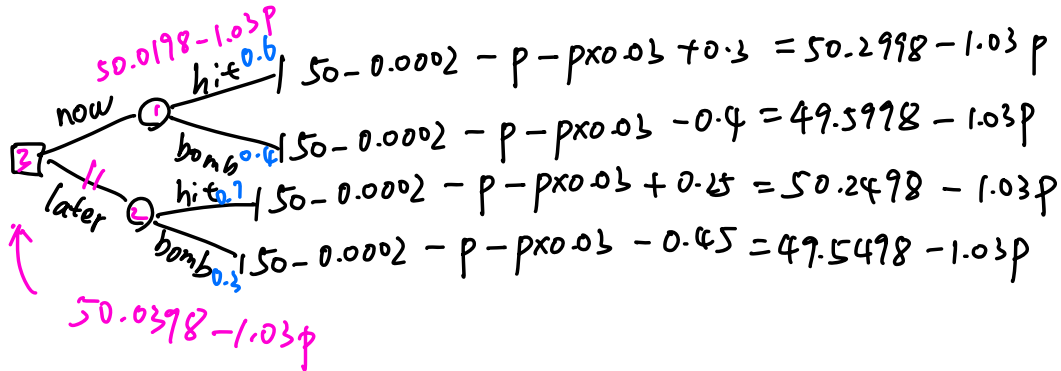 50.0198-1.03p
now
hit 0.6
50-0.0002 - p - px0.03 +0.3 = 50.2998-1.03p
1
bomb 0.4
50-0.0002 - p - px0.03 -0.4 = 49.5998-1.03p
3
later
hit 0.7
50-0.0002 - p - px0.03 + 0.25 = 50.2498 - 1.03p
2
bomb 0.3
50-0.0002 - p - px0.03 - 0.45 = 49.5498-1.03p
50.0398-1.03p